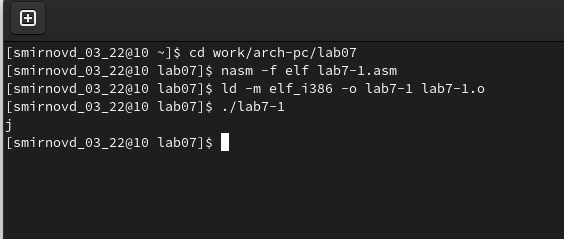 [smirnovd_03_22@10 ~]$ cd work/arch-pc/lab07
[smirnovd_03_22@10 lab07]$ nasm -f elf lab7-1.asm
[smirnovd_03_22@10 lab07]$ ld -m elf_i386 -o lab7-1 lab7-1.o
[smirnovd_03_22@10 lab07]$ ./lab7-1
j
[smirnovd_03_22@10 lab07]$